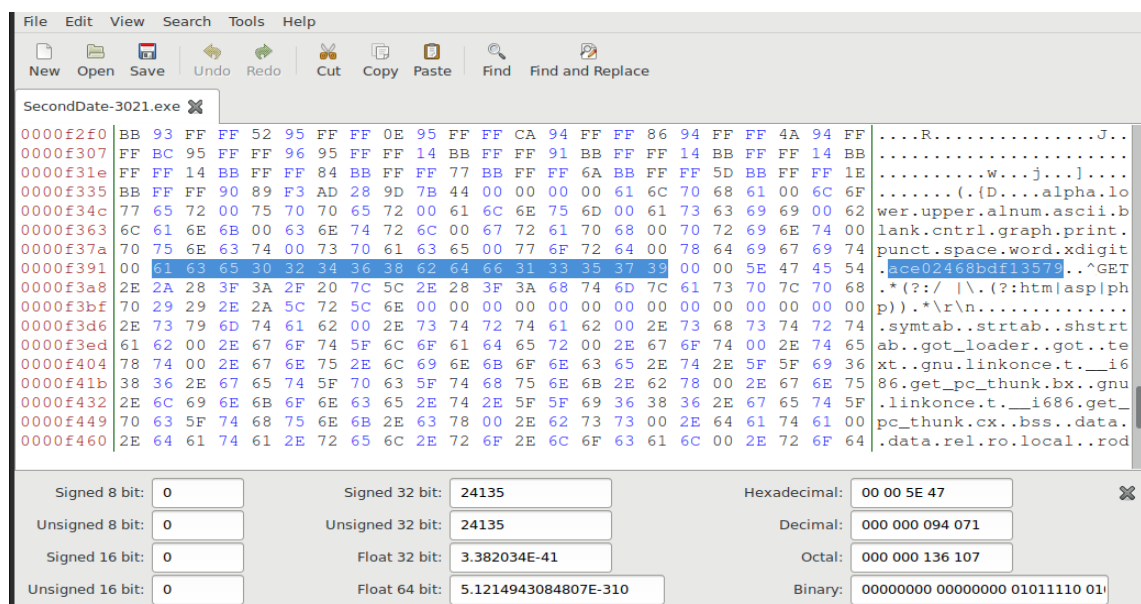 File Edit View Search Tools Help
New Open Save Undo Redo Cut Copy Paste Find Find and Replace
SecondDate-3021.exe
0000f2f0 BB 93 FF FF 52 95 FF FF 0E 95 FF FF CA 94 FF FF 86 94 FF FF 4A 94 FF ....R...............J..
0000f307 FF BC 95 FF FF 96 95 FF FF 14 BB FF FF 91 BB FF FF 14 BB FF FF 14 BB .......................
0000f31e FF FF 14 BB FF FF 84 BB FF FF 77 BB FF FF 6A BB FF FF 5D BB FF FF 1E ..........w...j...]....
0000f335 BB FF FF 90 89 F3 AD 28 9D 7B 44 00 00 00 00 61 6C 70 68 61 00 6C 6F .......(.{D....alpha.lo
0000f34c 77 65 72 00 75 70 70 65 72 00 61 6C 6E 75 6D 00 61 73 63 69 69 00 62 wer.upper.alnum.ascii.b
0000f363 6C 61 6E 6B 00 63 6E 74 72 6C 00 67 72 61 70 68 00 70 72 69 6E 74 00 lank.cntrl.graph.print.
0000f37a 70 75 6E 63 74 00 73 70 61 63 65 00 77 6F 72 64 00 78 64 69 67 69 74 punct.space.word.xdigit
0000f391 00 61 63 65 30 32 34 36 38 62 64 66 31 33 35 37 39 00 00 5E 47 45 54 .ace02468bdf13579..^GET
0000f3a8 2E 2A 28 3F 3A 2F 20 7C 5C 2E 28 3F 3A 68 74 6D 7C 61 73 70 7C 70 68 .*(?:/ |\.(?:htm|asp|ph
0000f3bf 70 29 29 2E 2A 5C 72 5C 6E 00 00 00 00 00 00 00 00 00 00 00 00 00 00 p)).*\r\n..............
0000f3d6 2E 73 79 6D 74 61 62 00 2E 73 74 72 74 61 62 00 2E 73 68 73 74 72 74 .symtab..strtab..shstrt
0000f3ed 61 62 00 2E 67 6F 74 5F 6C 6F 61 64 65 72 00 2E 67 6F 74 00 2E 74 65 ab..got_loader..got..te
0000f404 78 74 00 2E 67 6E 75 2E 6C 69 6E 6B 6F 6E 63 65 2E 74 2E 5F 5F 69 36 xt..gnu.linkonce.t.__i6
0000f41b 38 36 2E 67 65 74 5F 70 63 5F 74 68 75 6E 6B 2E 62 78 00 2E 67 6E 75 86.get_pc_thunk.bx..gnu
0000f432 2E 6C 69 6E 6B 6F 6E 63 65 2E 74 2E 5F 5F 69 36 38 36 2E 67 65 74 5F .linkonce.t.__i686.get_
0000f449 70 63 5F 74 68 75 6E 6B 2E 63 78 00 2E 62 73 73 00 2E 64 61 74 61 00 pc_thunk.cx..bss..data.
0000f460 2E 64 61 74 61 2E 72 65 6C 2E 72 6F 2E 6C 6F 63 61 6C 00 2E 72 6F 64 .data.rel.ro.local..rod
Signed 8 bit: 0 Signed 32 bit: 24135 Hexadecimal: 00 00 5E 47
Unsigned 8 bit: 0 Unsigned 32 bit: 24135 Decimal: 000 000 094 071
Signed 16 bit: 0 Float 32 bit: 3.382034E-41 Octal: 000 000 136 107
Unsigned 16 bit: 0 Float 64 bit: 5.1214943084807E-310 Binary: 00000000 00000000 01011110 01